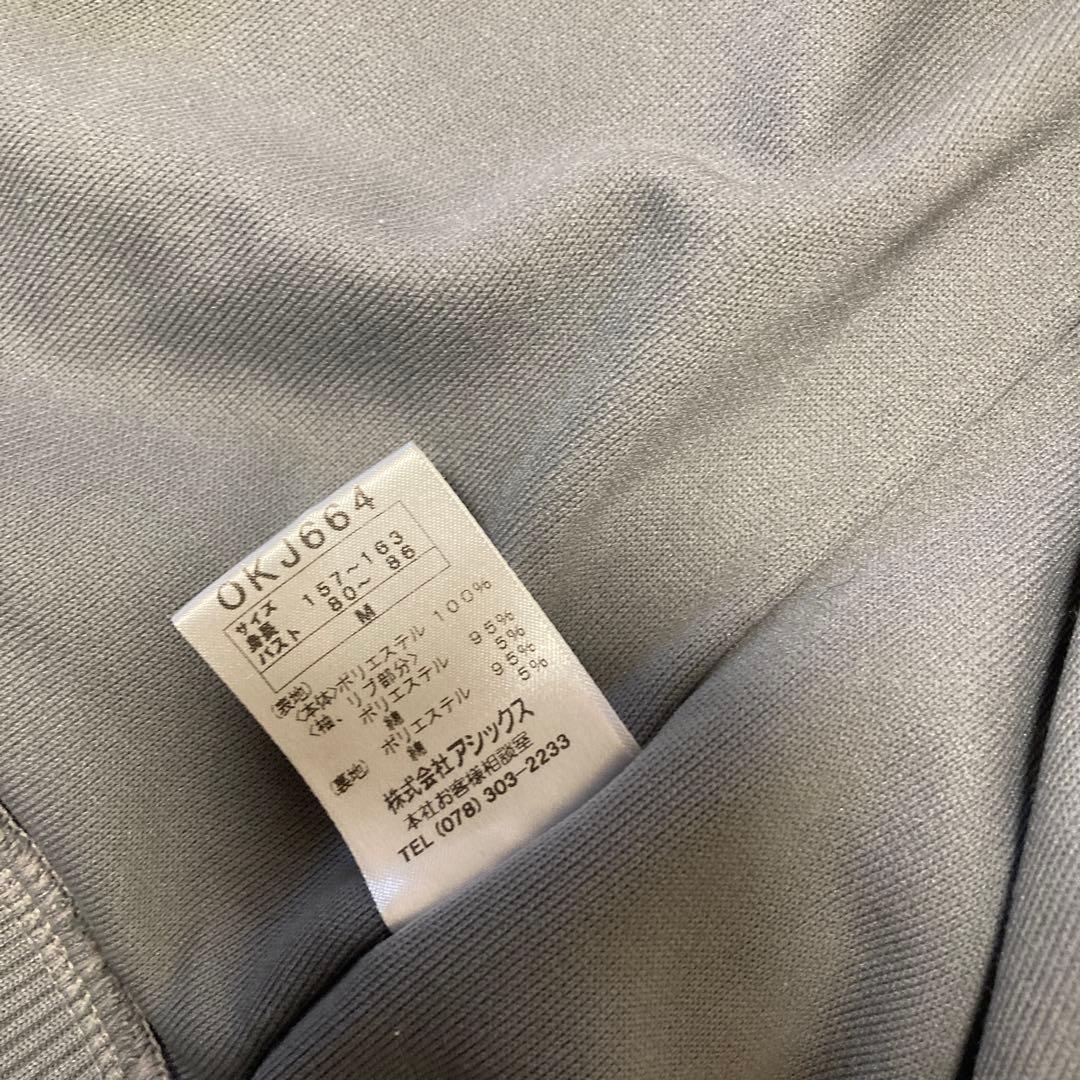 OKJ664
サイズ
身長 157~163
バスト 80~ 86
M
(表地)
<本体>ポリエステル 100%
<袖、リブ部分>
ポリエステル 95%
綿 5%
(裏地) ポリエステル 95%
綿 5%
株式会社アシックス
本社お客様相談室
TEL (078) 303-2233